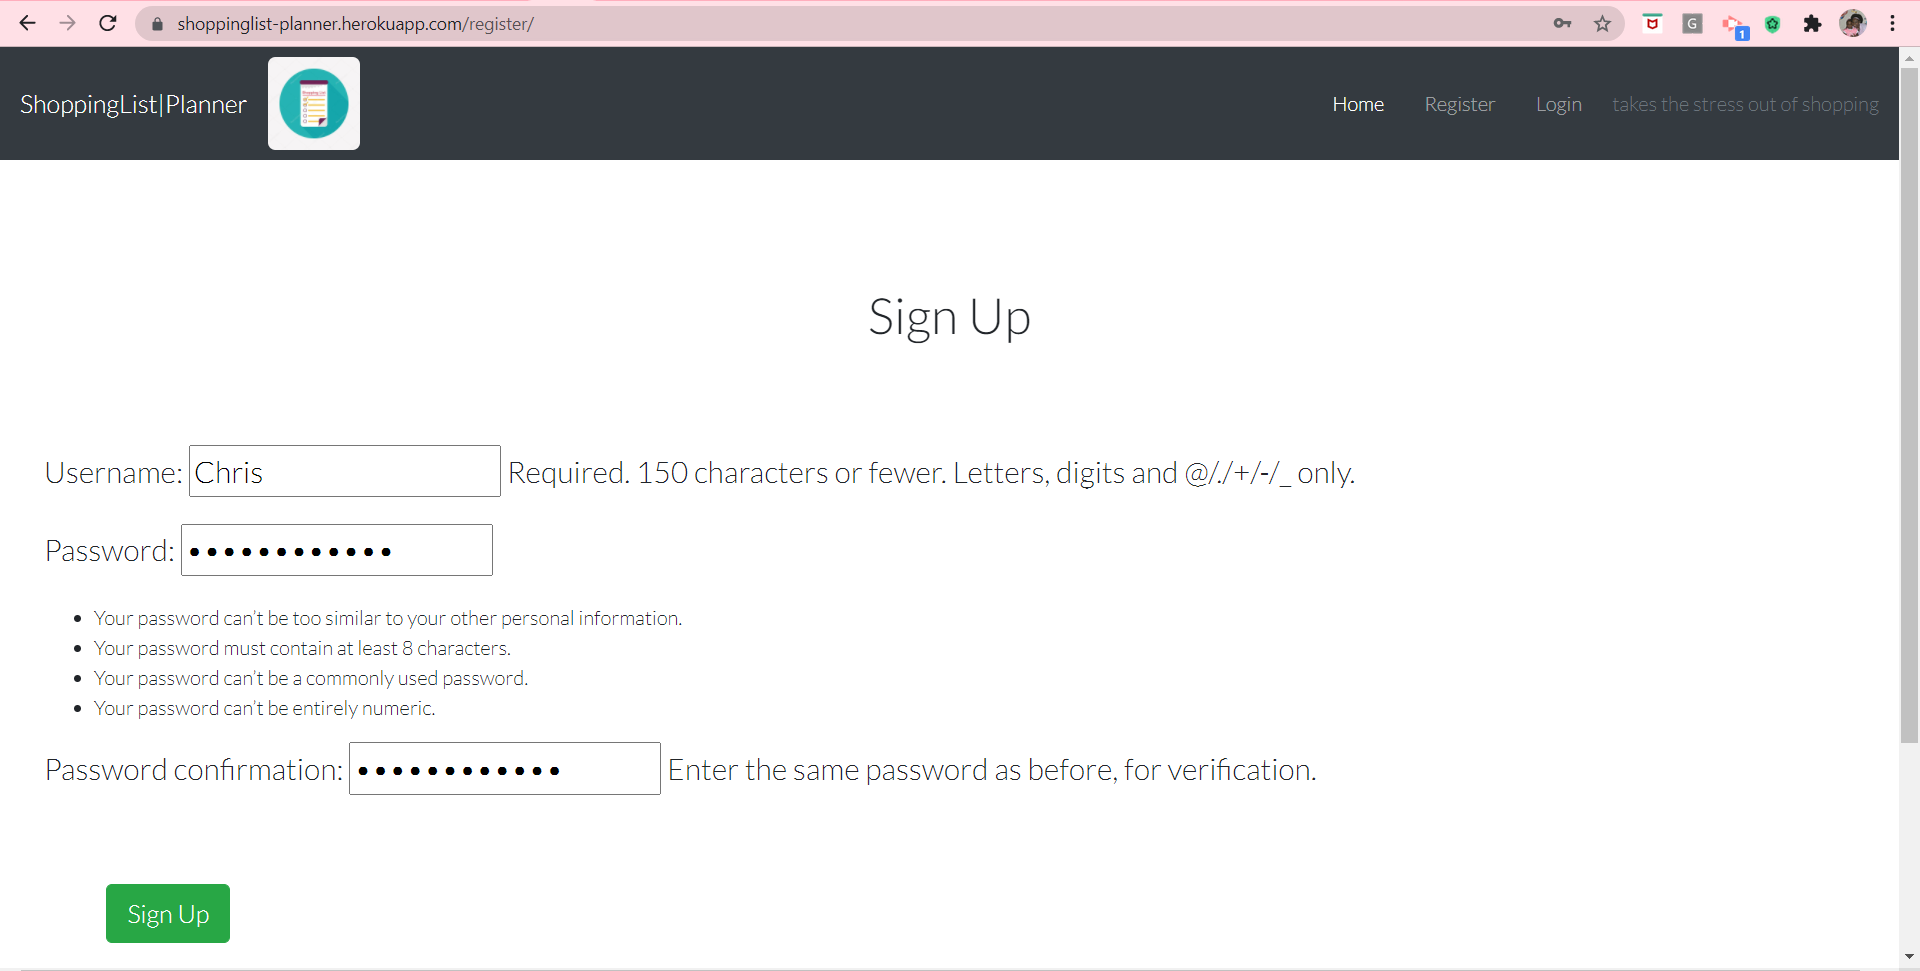 shoppinglist-planner.herokuapp.com/register/
G
1
ShoppingList|Planner
Shopping List
Home Register Login takes the stress out of shopping
Sign Up
Username: Chris Required. 150 characters or fewer. Letters, digits and @/./+/-/_ only.
Password: ••••••••••••
• Your password can’t be too similar to your other personal information.
• Your password must contain at least 8 characters.
• Your password can’t be a commonly used password.
• Your password can’t be entirely numeric.
Password confirmation: •••••••••••• Enter the same password as before, for verification.
Sign Up